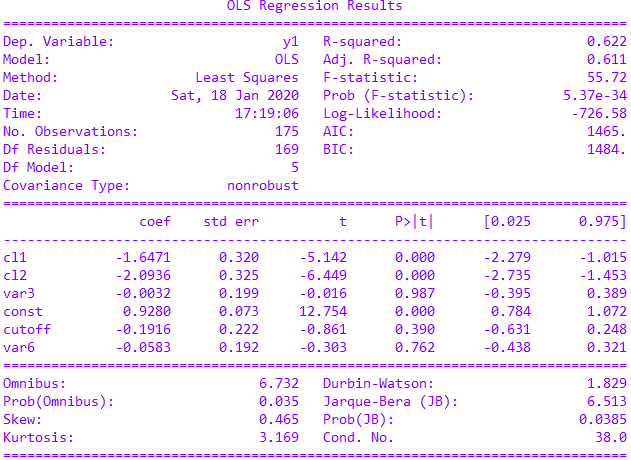 OLS Regression Results
==============================================================================
Dep. Variable: y1 R-squared: 0.622
Model: OLS Adj. R-squared: 0.611
Method: Least Squares F-statistic: 55.72
Date: Sat, 18 Jan 2020 Prob (F-statistic): 5.37e-34
Time: 17:19:06 Log-Likelihood: -726.58
No. Observations: 175 AIC: 1465.
Df Residuals: 169 BIC: 1484.
Df Model: 5
Covariance Type: nonrobust
==============================================================================
coef std err t P>|t| [0.025 0.975]
------------------------------------------------------------------------------
cl1 -1.6471 0.320 -5.142 0.000 -2.279 -1.015
cl2 -2.0936 0.325 -6.449 0.000 -2.735 -1.453
var3 -0.0032 0.199 -0.016 0.987 -0.395 0.389
const 0.9280 0.073 12.754 0.000 0.784 1.072
cutoff -0.1916 0.222 -0.861 0.390 -0.631 0.248
var6 -0.0583 0.192 -0.303 0.762 -0.438 0.321
==============================================================================
Omnibus: 6.732 Durbin-Watson: 1.829
Prob(Omnibus): 0.035 Jarque-Bera (JB): 6.513
Skew: 0.465 Prob(JB): 0.0385
Kurtosis: 3.169 Cond. No. 38.0
==============================================================================